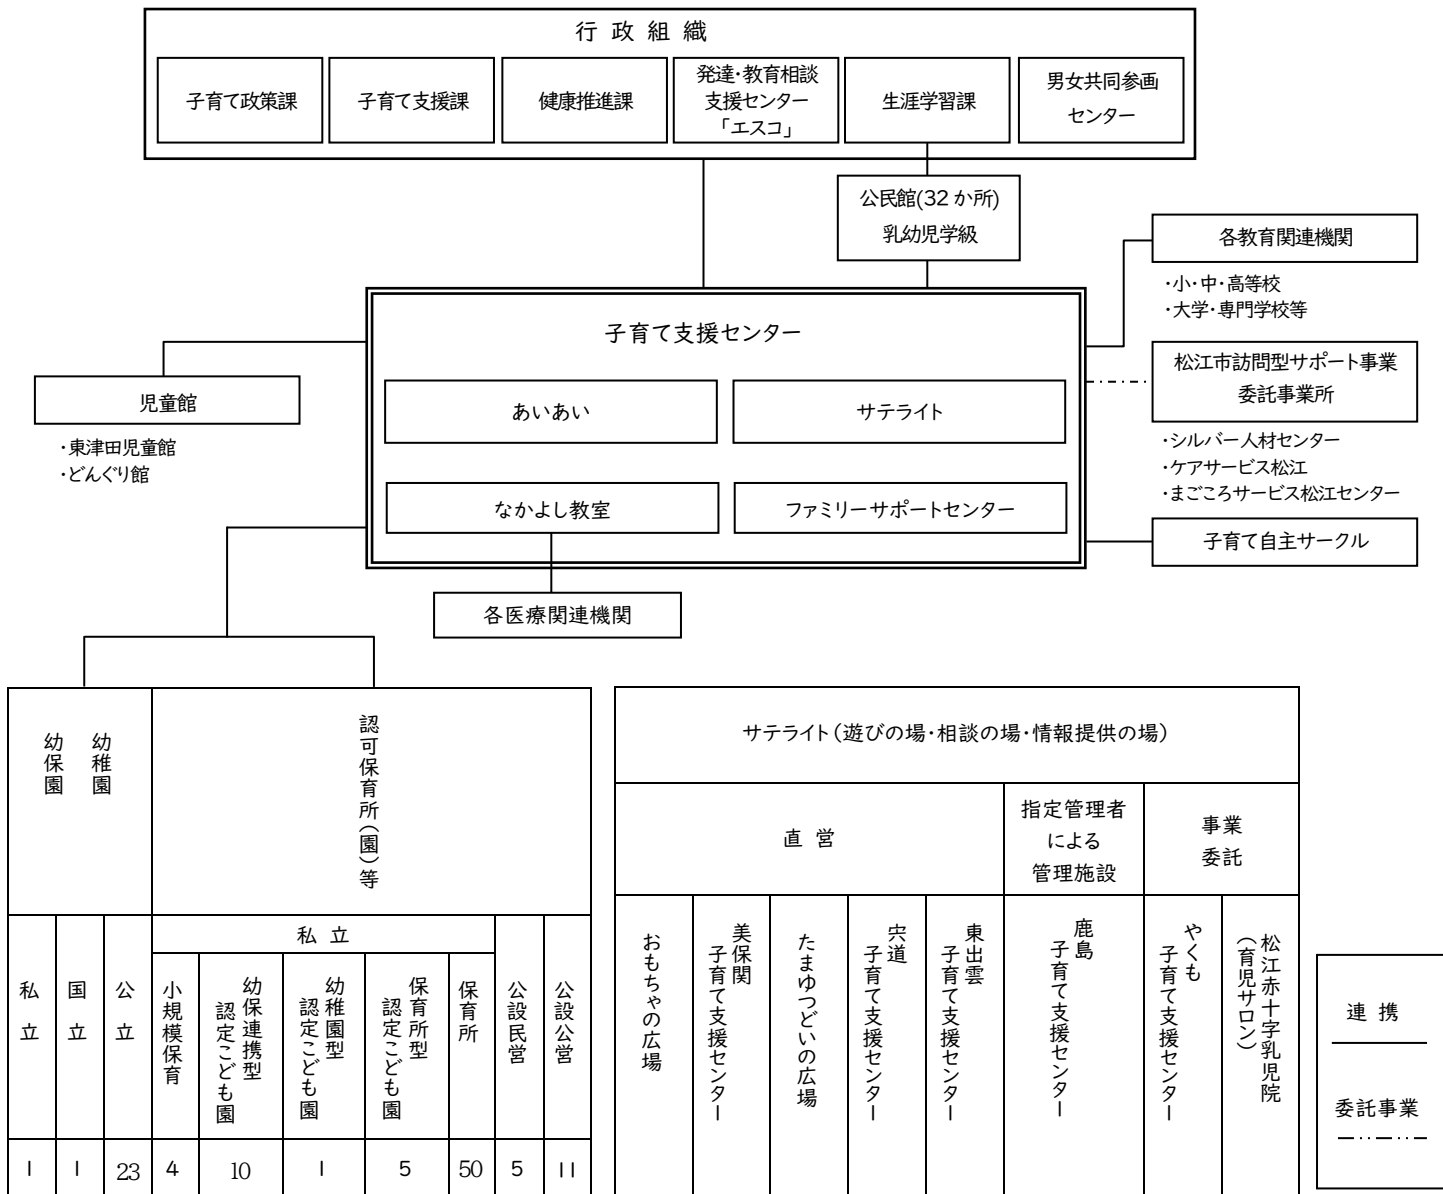 行政組織
子育て政策課
子育て支援課
健康推進課
発達・教育相談
支援センター
「エスコ」
生涯学習課
男女共同参画
センター
公民館(32か所)
乳幼児学級
各教育関連機関
・小・中・高等校
・大学・専門学校等
子育て支援センター
松江市訪問型サポート事業
委託事業所
・シルバー人材センター
・ケアサービス松江
・まごころサービス松江センター
児童館
・東津田児童館
・どんぐり館
あいあい
サテライト
なかよし教室
ファミリーサポートセンター
子育て自主サークル
各医療関連機関
幼稚園
幼保園
認可保育所(園)等
私立
国立
公立
私立
小規模保育
幼保連携型
認定こども園
幼稚園型
認定こども園
保育所型
認定こども園
保育所
公設民営
公設公営
1
1
23
4
10
1
5
50
5
11
サテライト(遊びの場・相談の場・情報提供の場)
直営
指定管理者
による
管理施設
事業
委託
おもちゃの広場
美保関
子育て支援センター
たまゆつどいの広場
宍道
子育て支援センター
東出雲
子育て支援センター
鹿島
子育て支援センター
やくも
子育て支援センター
松江赤十字乳児院
(育児サロン)
連携
委託事業